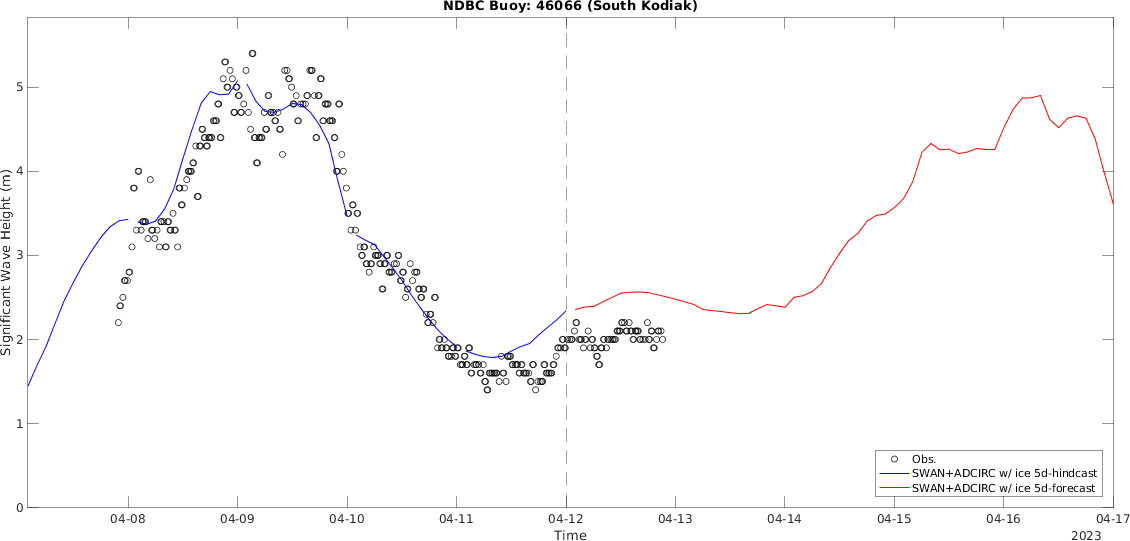 NDBC Buoy: 46066 (South Kodiak)
Significant Wave Height (m)
5
4
3
2
1
0
Obs.
SWAN+ADCIRC w/ ice 5d-hindcast
SWAN+ADCIRC w/ ice 5d-forecast
04-08 04-09 04-10 04-11 04-12 04-13 04-14 04-15 04-16 04-17
Time
2023